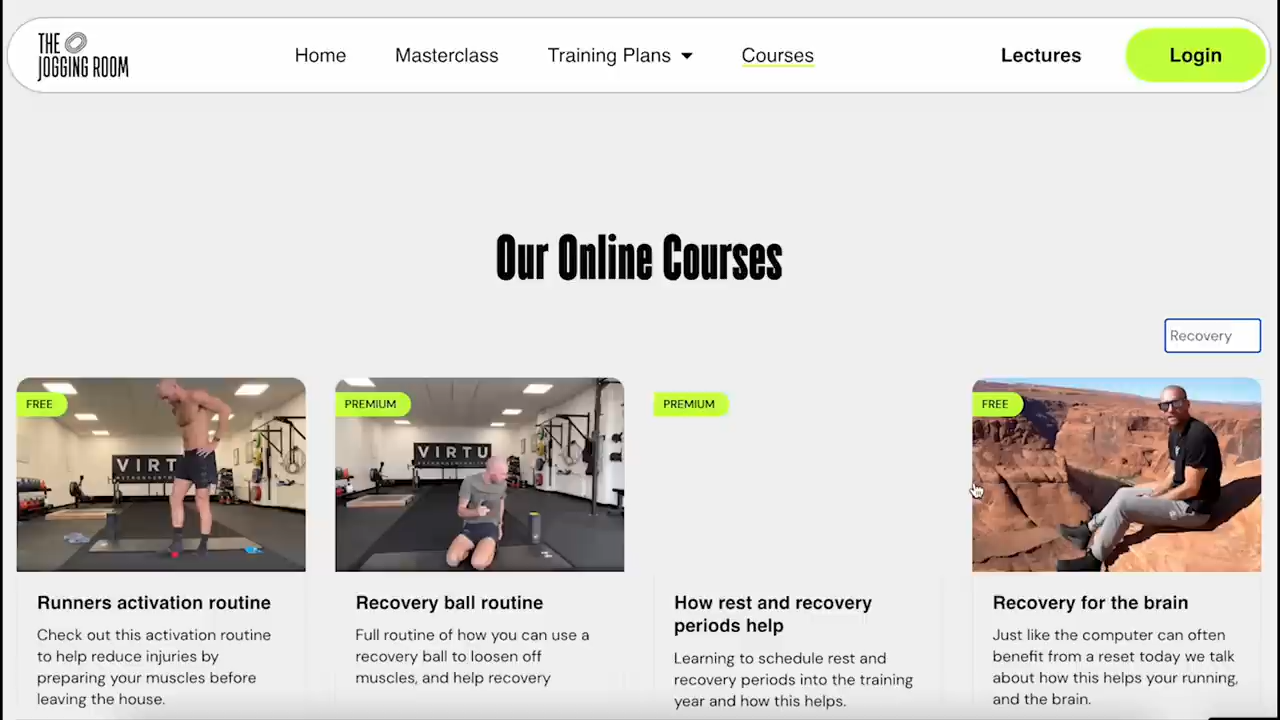 THE
JOGGING ROOM
Home
Masterclass
Training Plans
Courses
Lectures
Login
Our Online Courses
Recovery
FREE
VIRT
Runners activation routine
Check out this activation routine
to help reduce injuries by
preparing your muscles before
leaving the house.
PREMIUM
VIRTU
Recovery ball routine
Full routine of how you can use a
recovery ball to loosen off
muscles, and help recovery
PREMIUM
How rest and recovery
periods help
Learning to schedule rest and
recovery periods into the training
year and how this helps.
FREE
Recovery for the brain
Just like the computer can often
benefit from a reset today we talk
about how this helps your running,
and the brain.